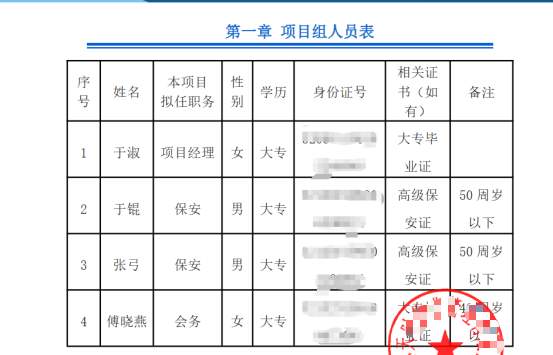 第一章 项目组人员表
序号 姓名 本项目拟任职务 性别 学历 身份证号 相关证书（如有） 备注
1 于淑 项目经理 女 大专 大专毕业证
2 于锟 保安 男 大专 高级保安证 50 周岁以下
3 张弓 保安 男 大专 高级保安证 50 周岁以下
4 傅晓燕 会务 女 大专